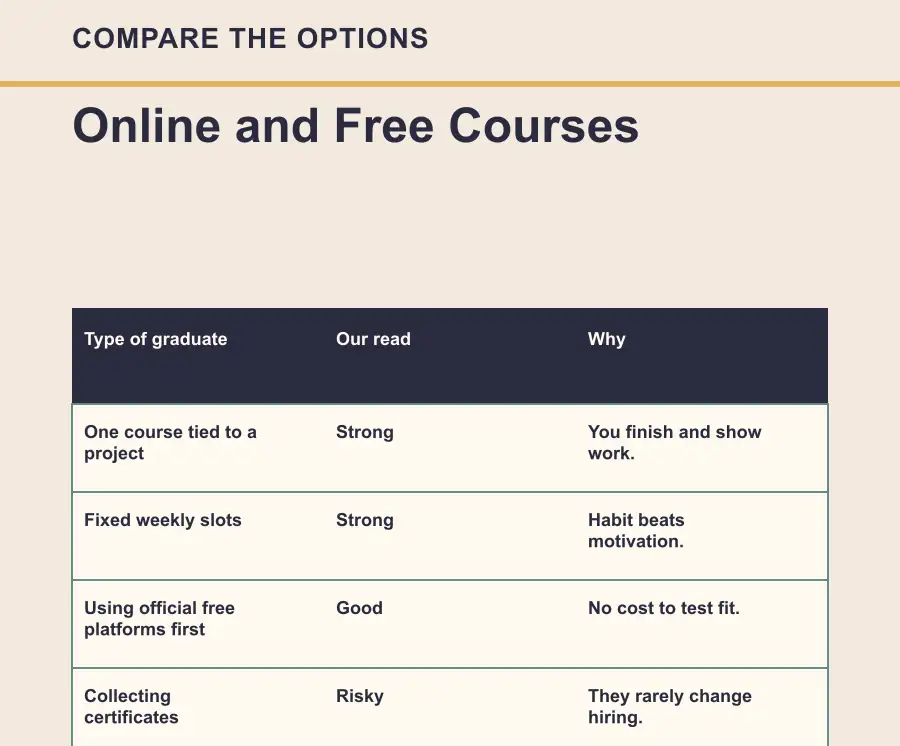 COMPARE THE OPTIONS
Online and Free Courses
Type of graduate
Our read
Why
One course tied to a
project
Strong
You finish and show
work.
Fixed weekly slots
Strong
Habit beats
motivation.
Using official free
platforms first
Good
No cost to test fit.
Collecting
certificates
Risky
They rarely change
hiring.